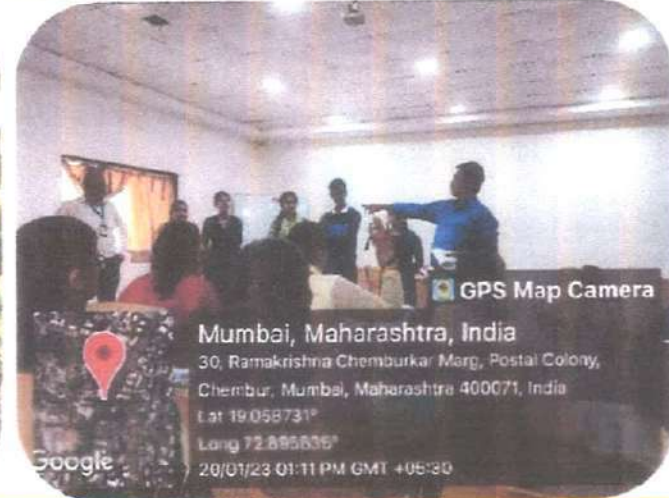 GPS Map Camera
Mumbai, Maharashtra, India
30, Ramakrishna Chemburkar Marg, Postal Colony,
Chembur, Mumbai, Maharashtra 400071, India
Lat 19.058731°
Long 72.895835°
20/01/23 01:11 PM GMT +05:30
Google